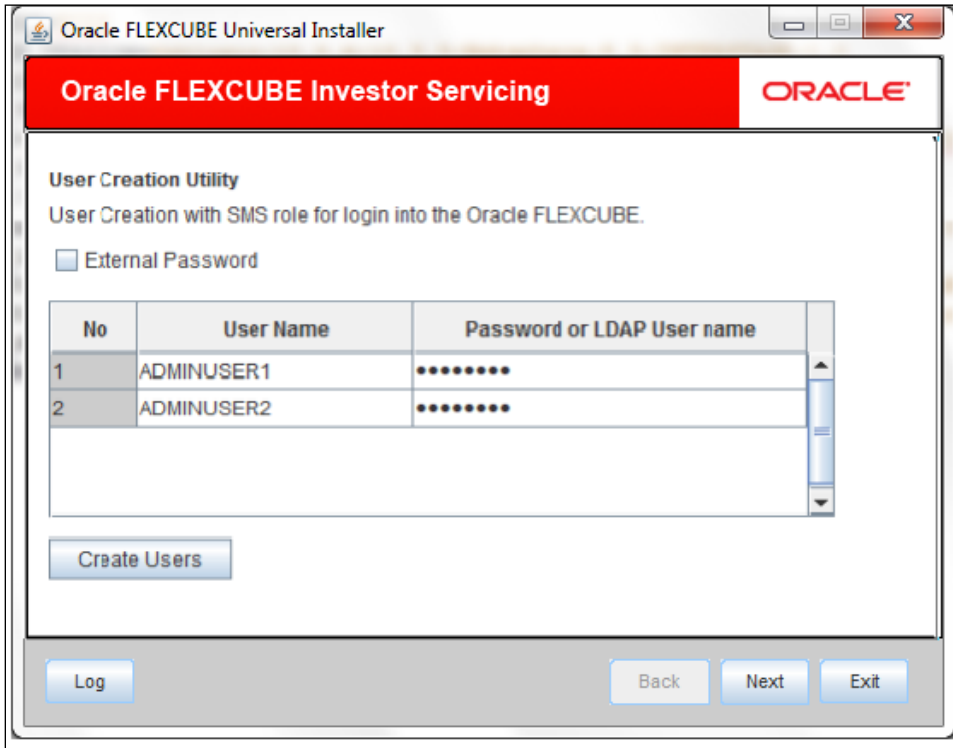 Oracle FLEXCUBE Universal Installer
Oracle FLEXCUBE Investor Servicing
ORACLE
User Creation Utility
User Creation with SMS role for login into the Oracle FLEXCUBE.
External Password
No User Name Password or LDAP User name
1 ADMINUSER1 ••••••••
2 ADMINUSER2 ••••••••
Create Users
Log Back Next Exit